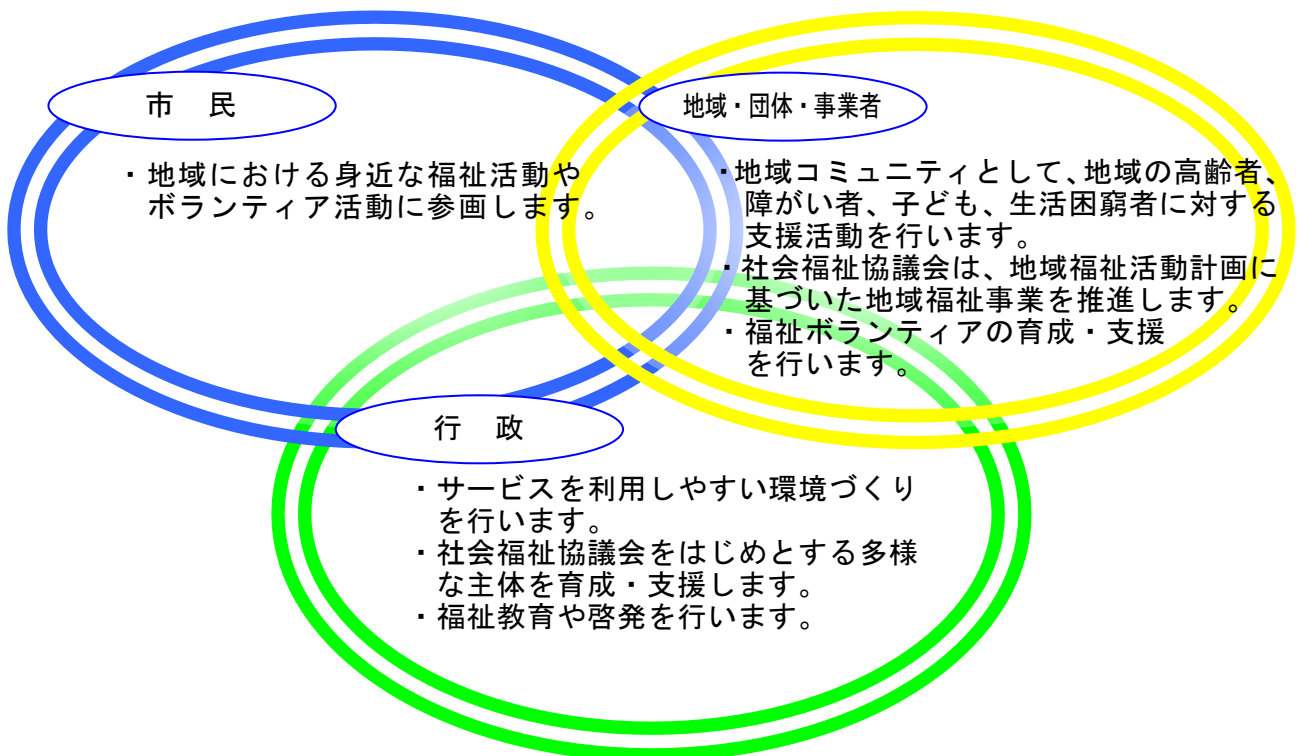 市　民
・地域における身近な福祉活動や
ボランティア活動に参画します。
地域・団体・事業者
・地域コミュニティとして、地域の高齢者、
障がい者、子ども、生活困窮者に対する
支援活動を行います。
・社会福祉協議会は、地域福祉活動計画に
基づいた地域福祉事業を推進します。
・福祉ボランティアの育成・支援
を行います。
行　政
・サービスを利用しやすい環境づくり
を行います。
・社会福祉協議会をはじめとする多様
な主体を育成・支援します。
・福祉教育や啓発を行います。